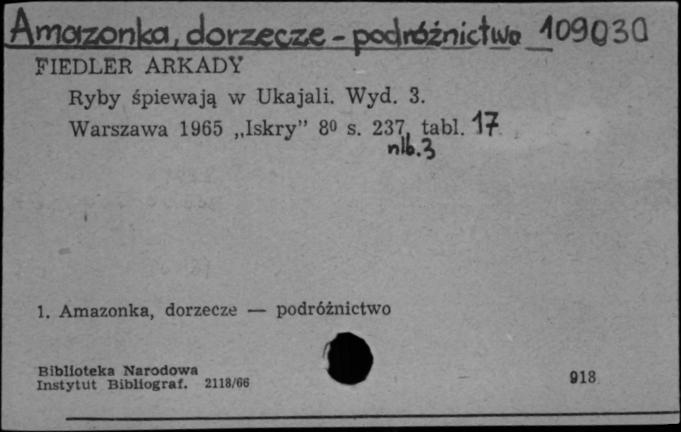 Amazonka, dorzecze - podróżnictwo 109030
FIEDLER ARKADY
Ryby śpiewają w Ukajali. Wyd. 3.
Warszawa 1965 „Iskry” 8⁰ s. 237, tabl. 17
nlb. 3
1. Amazonka, dorzecze — podróżnictwo
Biblioteka Narodowa
Instytut Bibliograf. 2118/66
918